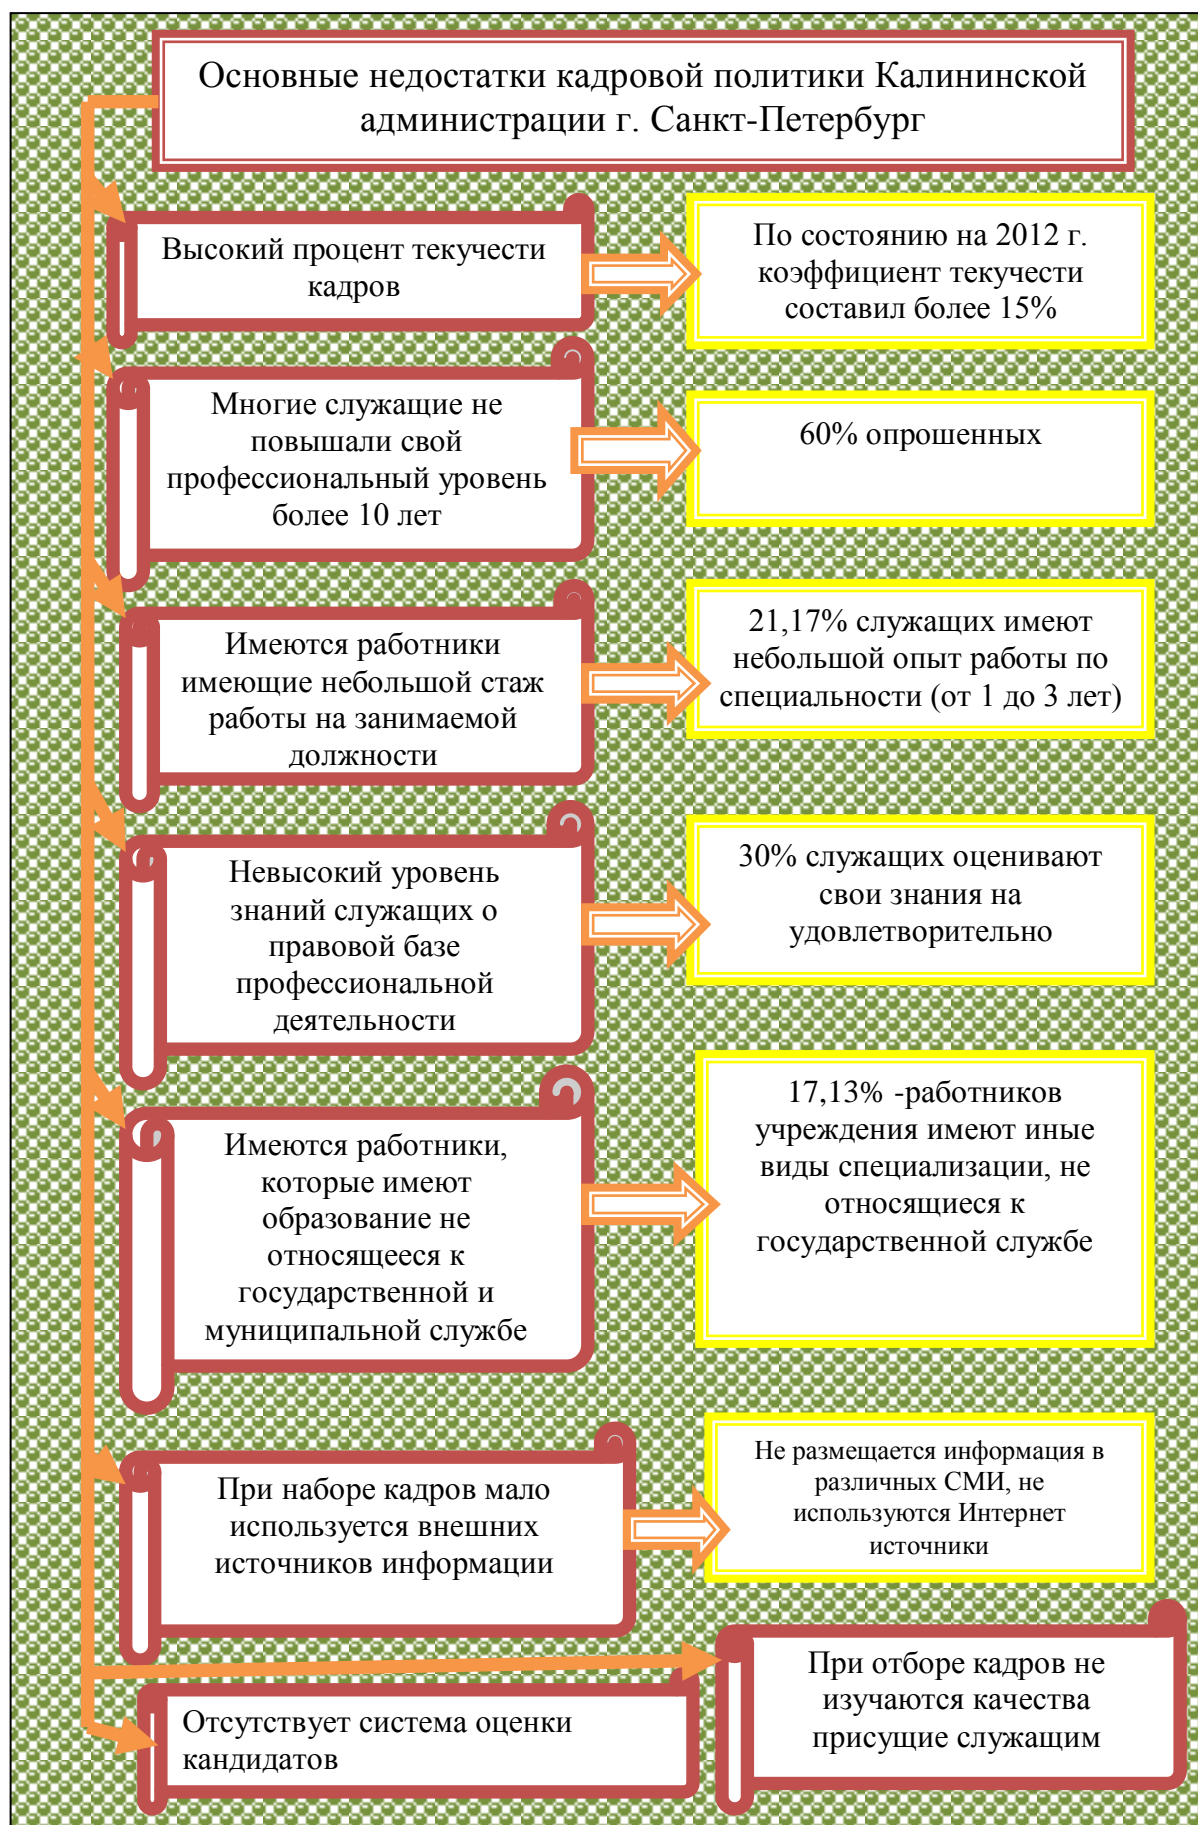 Основные недостатки кадровой политики Калининской
администрации г. Санкт-Петербург
Высокий процент текучести
кадров
По состоянию на 2012 г.
коэффициент текучести
составил более 15%
Многие служащие не
повышали свой
профессиональный уровень
более 10 лет
60% опрошенных
Имеются работники
имеющие небольшой стаж
работы на занимаемой
должности
21,17% служащих имеют
небольшой опыт работы по
специальности (от 1 до 3 лет)
Невысокий уровень
знаний служащих о
правовой базе
профессиональной
деятельности
30% служащих оценивают
свои знания на
удовлетворительно
Имеются работники,
которые имеют
образование не
относящееся к
государственной и
муниципальной службе
17,13% -работников
учреждения имеют иные
виды специализации, не
относящиеся к
государственной службе
При наборе кадров мало
используется внешних
источников информации
Не размещается информация в
различных СМИ, не
используются Интернет
источники
При отборе кадров не
изучаются качества
присущие служащим
Отсутствует система оценки
кандидатов